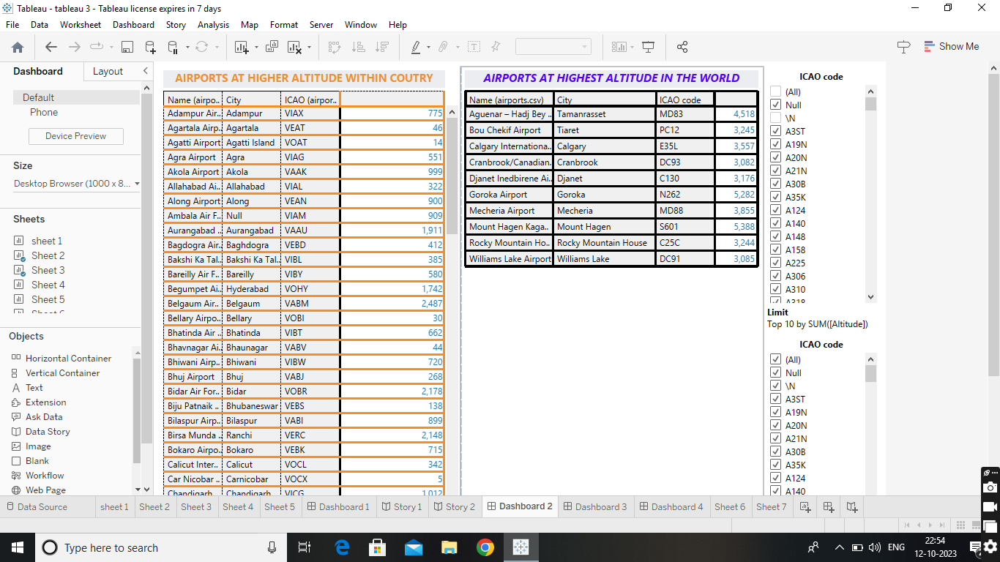 Tableau - tableau 3 - Tableau license expires in 7 days
File Data Worksheet Dashboard Story Analysis Map Format Server Window Help
Show Me
Dashboard Layout
Default
Phone
Device Preview
Size
Desktop Browser (1000 x 8...
Sheets
sheet 1
Sheet 2
Sheet 3
Sheet 4
Sheet 5
Objects
Horizontal Container
Vertical Container
Text
Extension
Ask Data
Data Story
Image
Blank
Workflow
Web Page
AIRPORTS AT HIGHER ALTITUDE WITHIN COUTRY
Name (airpo.. City ICAO (airpor..
Adampur Air.. Adampur VIAX 775
Agartala Airp.. Agartala VEAT 46
Agatti Airport Agatti Island VOAT 14
Agra Airport Agra VIAG 551
Akola Airport Akola VAAK 999
Allahabad Ai.. Allahabad VIAL 322
Along Airport Along VEAN 900
Ambala Air F.. Null VIAM 909
Aurangabad .. Aurangabad VAAU 1,911
Bagdogra Air.. Baghdogra VEBD 412
Bakshi Ka Tal.. Bakshi Ka Tal.. VIBL 385
Bareilly Air F.. Bareilly VIBY 580
Begumpet Ai.. Hyderabad VOHY 1,742
Belgaum Air.. Belgaum VABM 2,487
Bellary Airpo.. Bellary VOBI 30
Bhatinda Air .. Bhatinda VIBT 662
Bhavnagar Ai.. Bhaunagar VABV 44
Bhiwani Airp.. Bhiwani VIBW 720
Bhuj Airport Bhuj VABJ 268
Bidar Air For.. Bidar VOBR 2,178
Biju Patnaik .. Bhubaneswar VEBS 138
Bilaspur Airp.. Bilaspur VABI 899
Birsa Munda .. Ranchi VERC 2,148
Bokaro Airpo.. Bokaro VEBK 715
Calicut Inter.. Calicut VOCL 342
Car Nicobar .. Carnicobar VOCX 5
Chandigarh Chandigarh VICG 1,012
AIRPORTS AT HIGHEST ALTITUDE IN THE WORLD
Name (airports.csv) City ICAO code
Aguenar – Hadj Bey .. Tamanrasset MD83 4,518
Bou Chekif Airport Tiaret PC12 3,245
Calgary Internationa.. Calgary E35L 3,557
Cranbrook/Canadian.. Cranbrook DC93 3,082
Djanet Inedbirene Ai.. Djanet C130 3,176
Goroka Airport Goroka N262 5,282
Mecheria Airport Mecheria MD88 3,855
Mount Hagen Kaga.. Mount Hagen S601 5,388
Rocky Mountain Ho.. Rocky Mountain House C25C 3,244
Williams Lake Airport Williams Lake DC91 3,085
ICAO code
(All)
Null
\N
A3ST
A19N
A20N
A21N
A30B
A35K
A124
A140
A148
A158
A225
A306
A310
A318
Limit
Top 10 by SUM([Altitude])
ICAO code
(All)
Null
\N
A3ST
A19N
A20N
A21N
A30B
A35K
A124
A140
Data Source sheet 1 Sheet 2 Sheet 3 Sheet 4 Sheet 5 Dashboard 1 Story 1 Story 2 Dashboard 2 Dashboard 3 Dashboard 4 Sheet 6 Sheet 7
Type here to search
ENG
22:54
12-10-2023